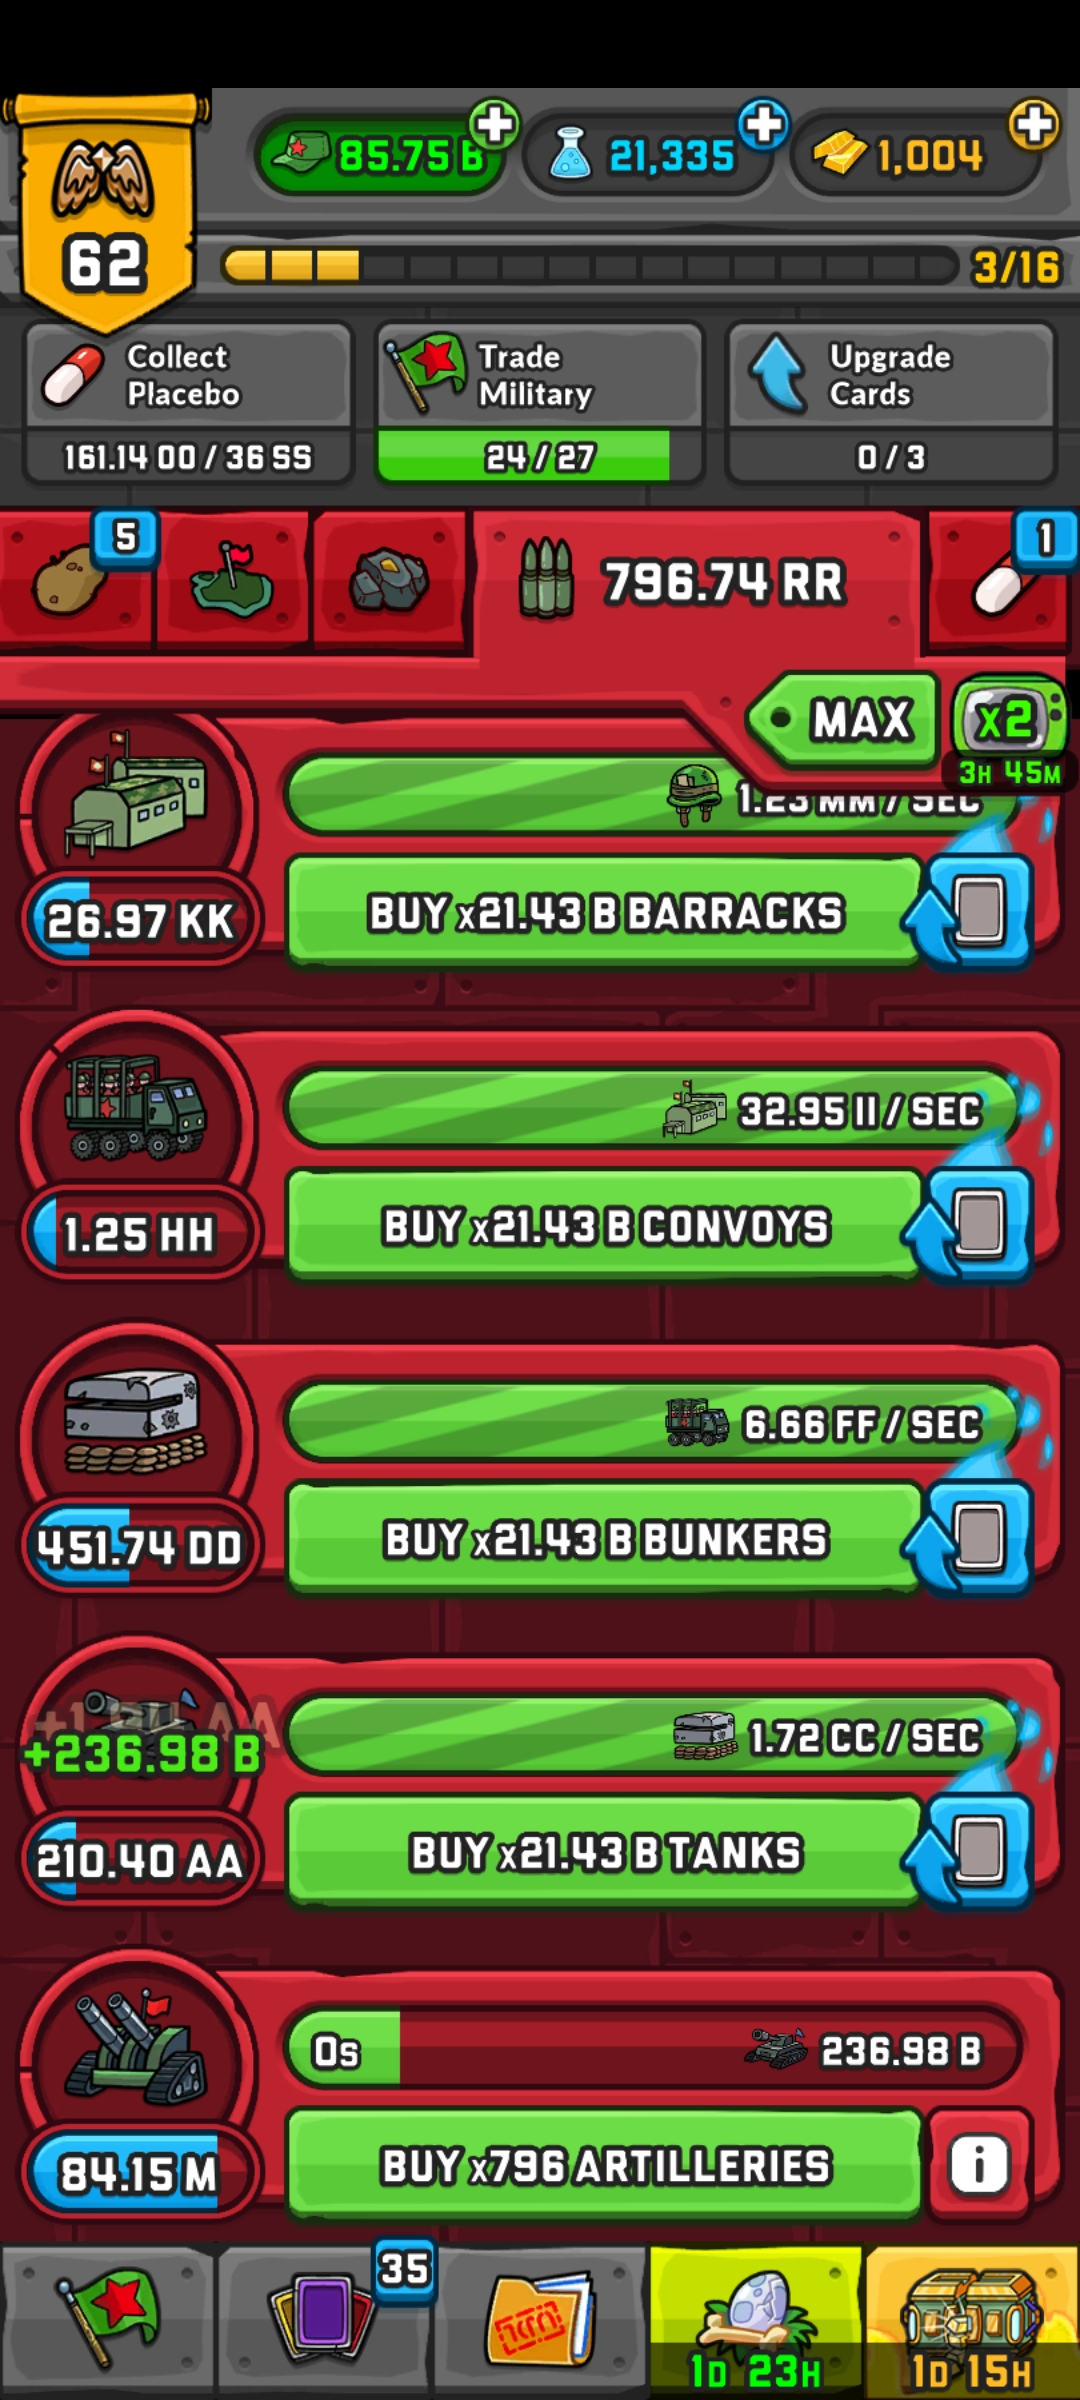 85.75 B
21,335
1,004
62
3/16
Collect
Placebo
161.14 OO / 36 SS
Trade
Military
24 / 27
Upgrade
Cards
0 / 3
5
796.74 RR
1
MAX
x2
3H 45M
1.23 MM / SEC
26.97 KK
BUY x21.43 B BARRACKS
32.95 II / SEC
1.25 HH
BUY x21.43 B CONVOYS
6.66 FF / SEC
451.74 DD
BUY x21.43 B BUNKERS
+236.98 B
1.72 CC / SEC
210.40 AA
BUY x21.43 B TANKS
0s
236.98 B
84.15 M
BUY x796 ARTILLERIES
i
35
1D 23H
1D 15H